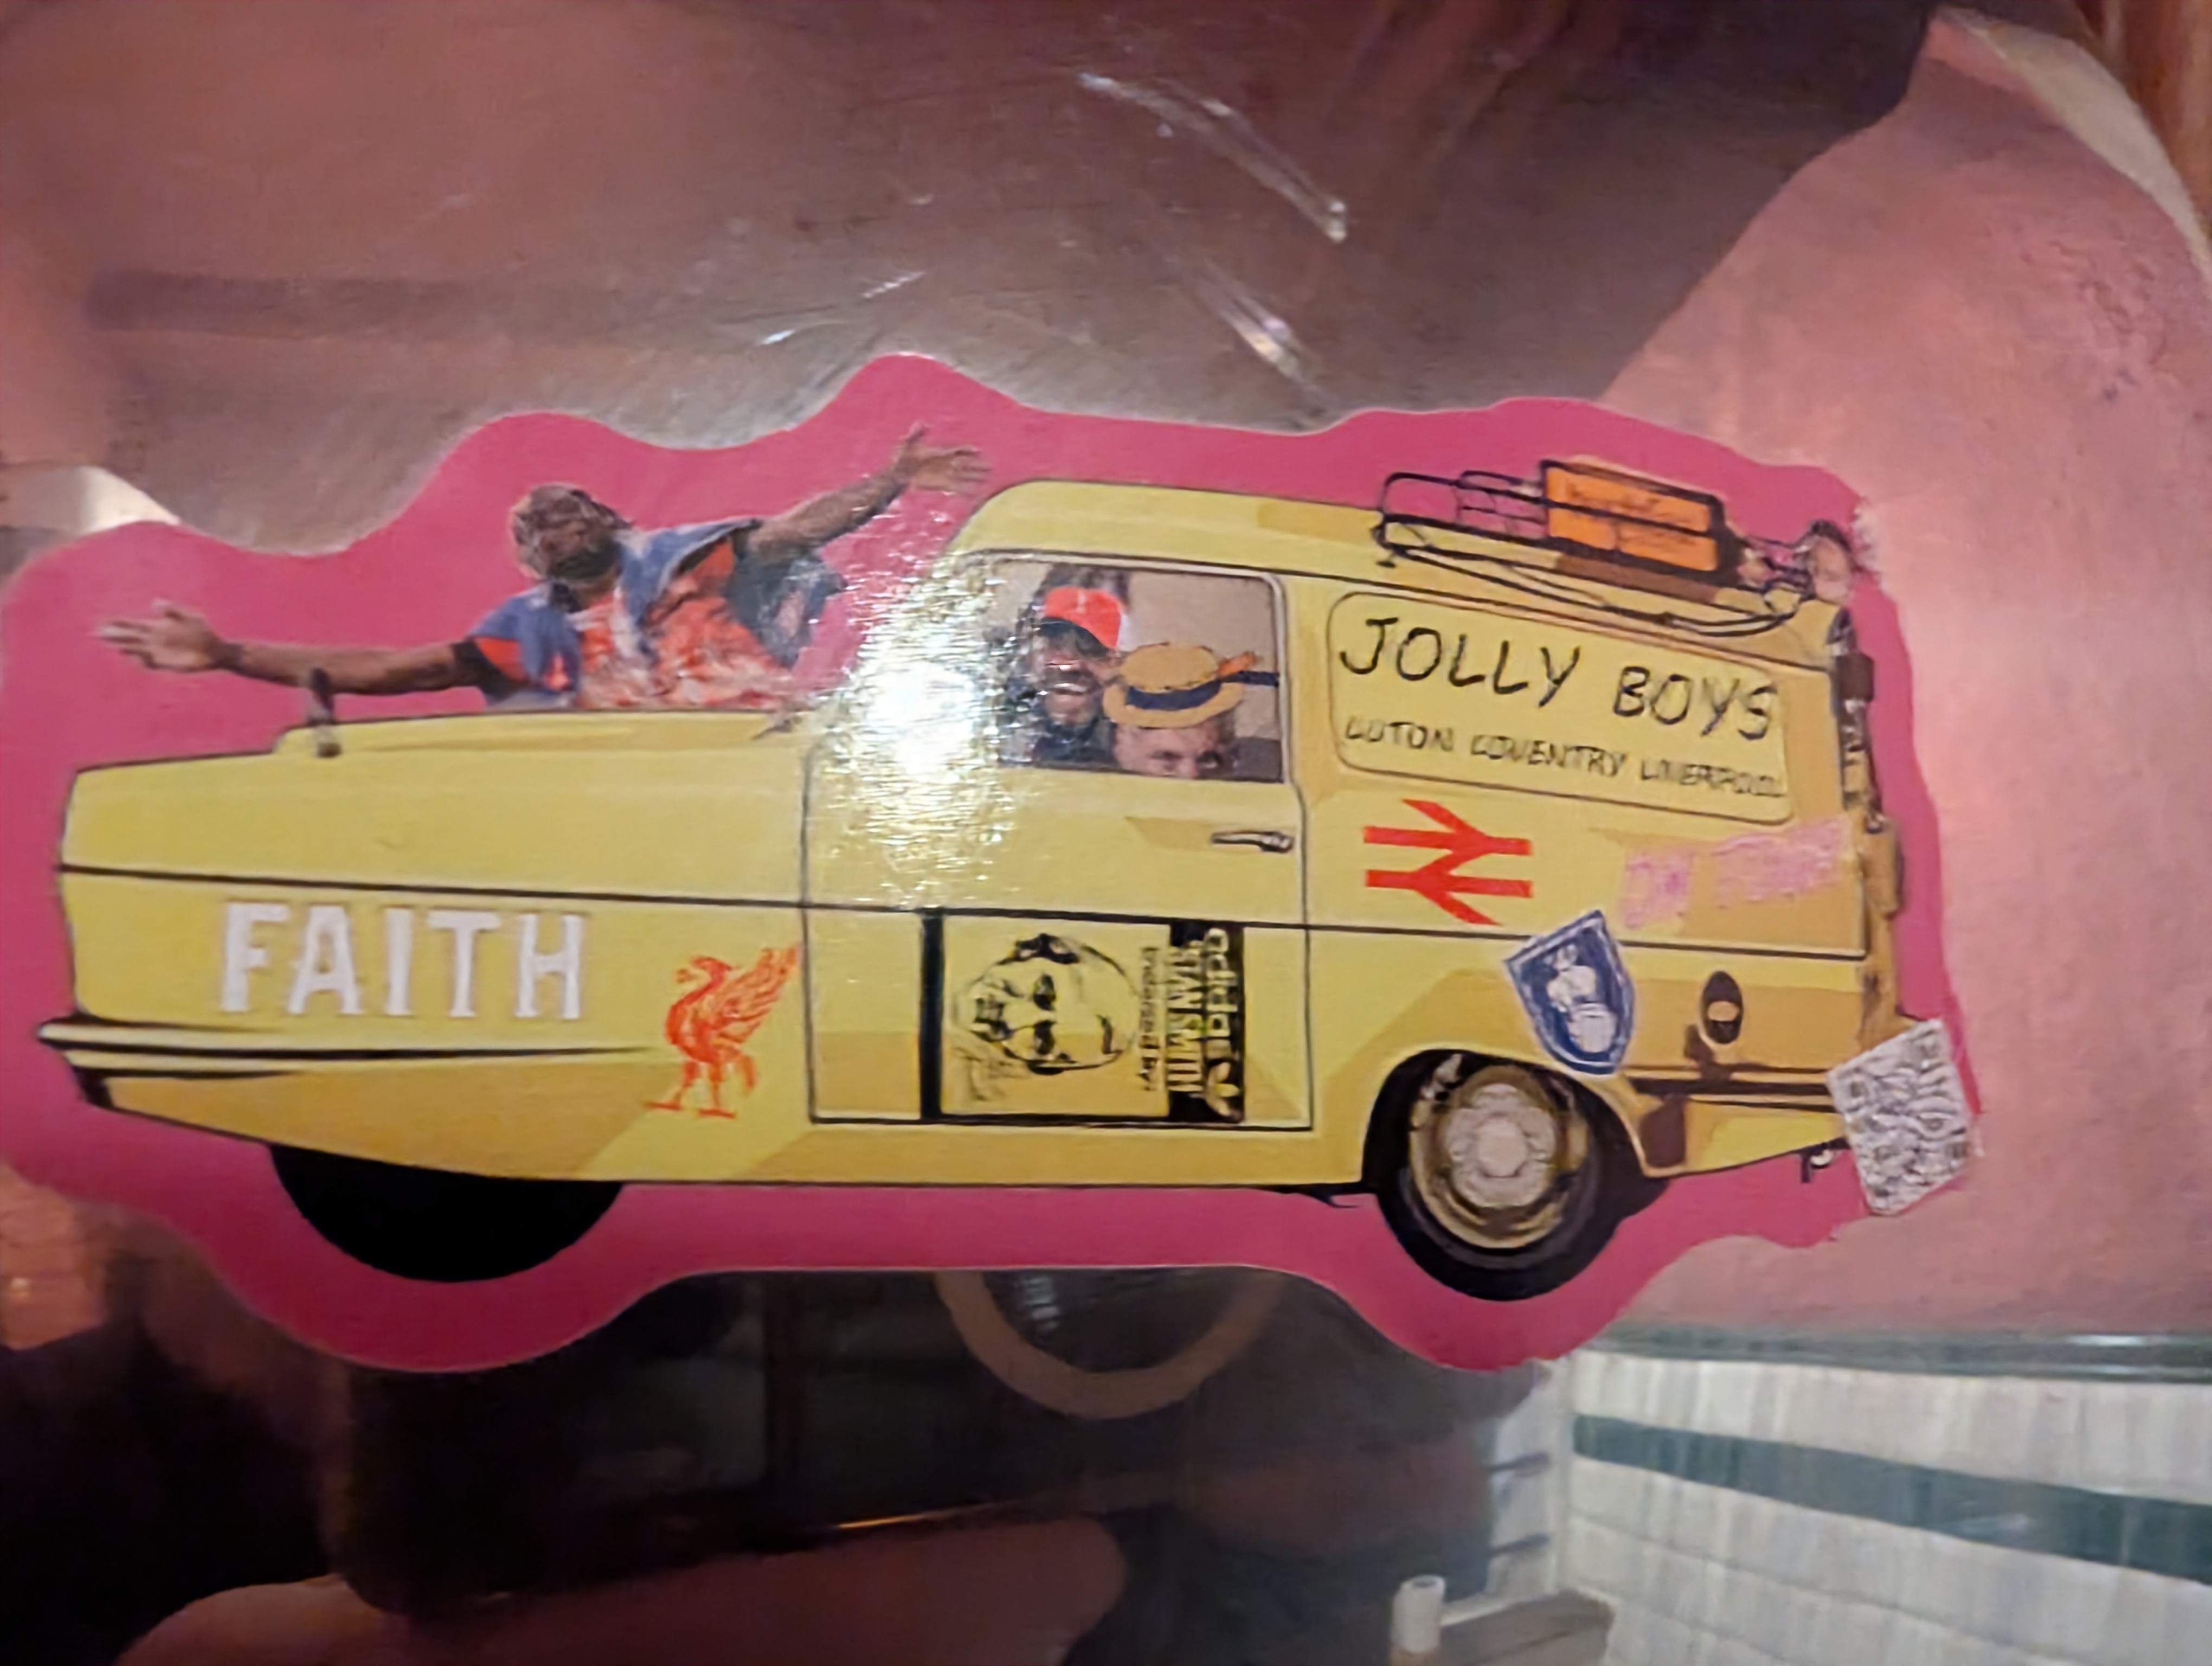 JOLLY BOYS
LUTON COVENTRY LIVERPOOL
FAITH
adidas
STAN SMITH